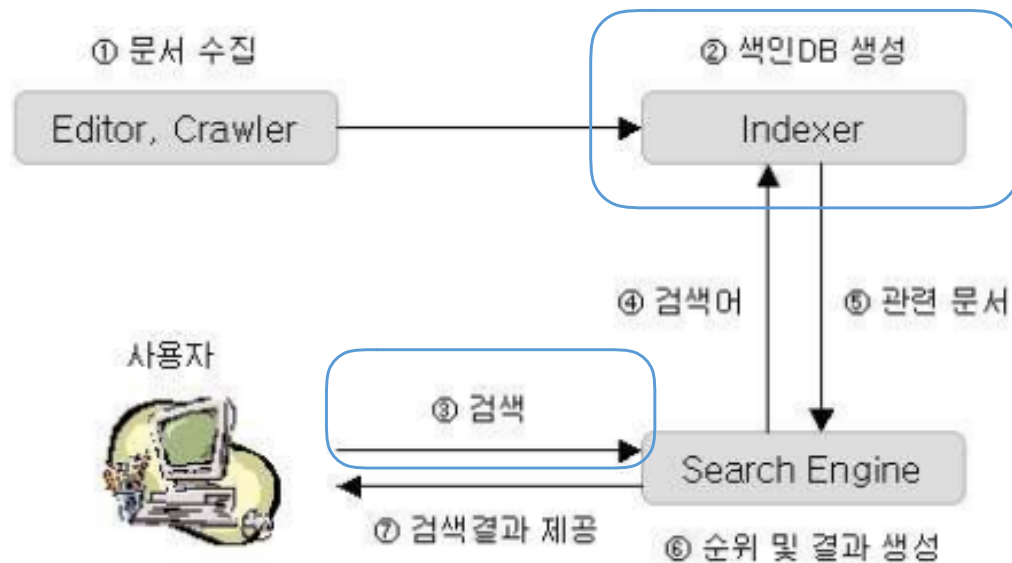 ① 문서 수집
② 색인DB 생성
Editor, Crawler
Indexer
④ 검색어
⑤ 관련 문서
사용자
③ 검색
Search Engine
⑦ 검색결과 제공
⑥ 순위 및 결과 생성